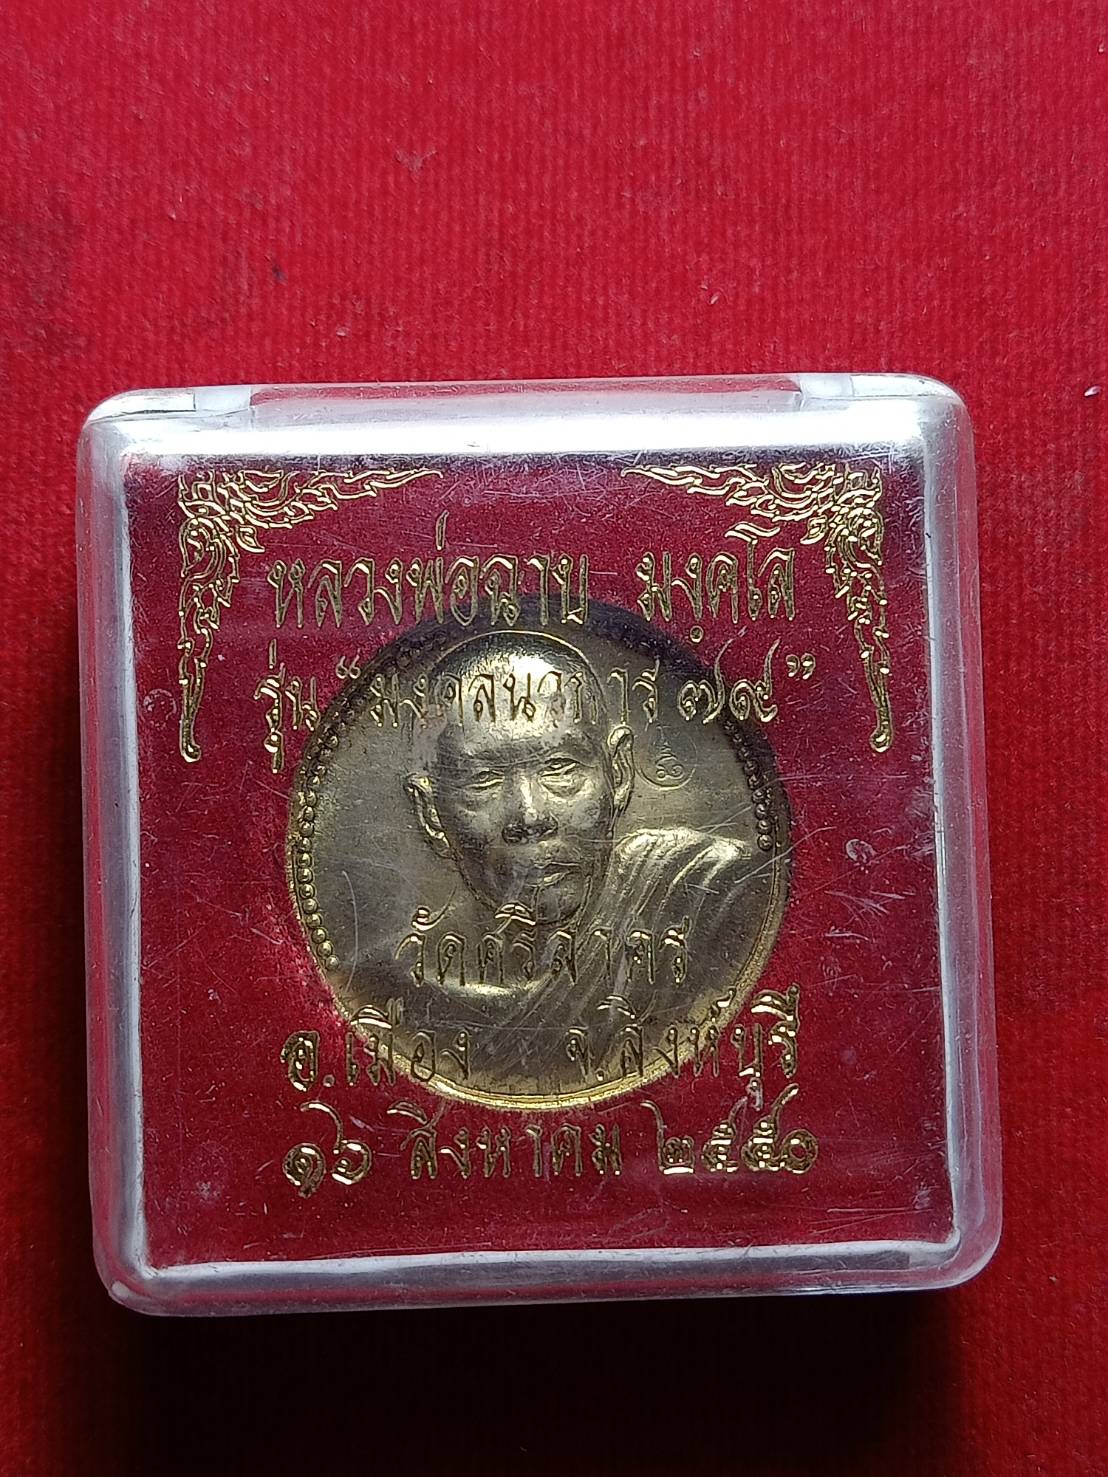 หลวงพ่อฉาบ มงฺคโล
รุ่น “มงคลนวการ ๗๙”
วัดศรีสาคร
อ.เมือง จ.สิงห์บุรี
๑๖ สิงหาคม ๒๕๕๐